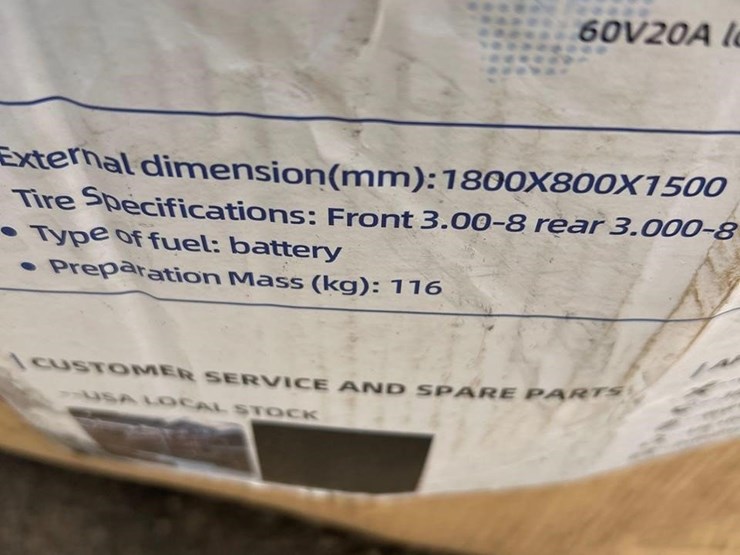 60V20A
External dimension(mm):1800X800X1500
Tire Specifications: Front 3.00-8 rear 3.000-8
• Type of fuel: battery
• Preparation Mass (kg): 116
CUSTOMER SERVICE AND SPARE PARTS
USA LOCAL STOCK